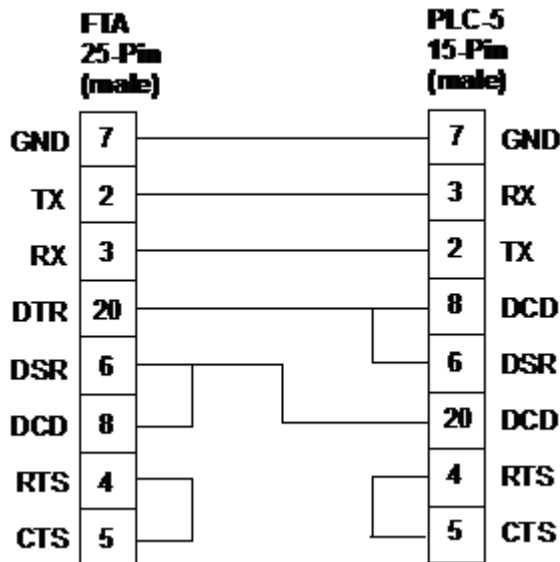 FTA
25-Pin
(male)
PLC-5
15-Pin
(male)
GND 7 7 GND
TX 2 3 RX
RX 3 2 TX
DTR 20 8 DCD
DSR 6 6 DSR
DCD 8 20 DCD
RTS 4 4 RTS
CTS 5 5 CTS